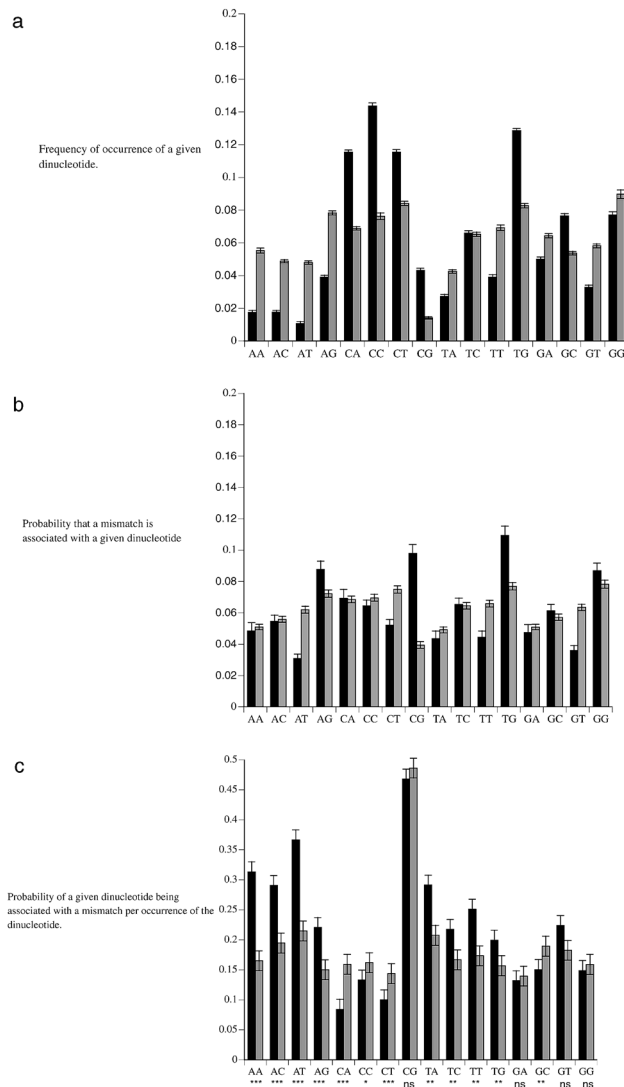 a
0.2
0.18
0.16
0.14
0.12
0.1
0.08
0.06
0.04
0.02
0
Frequency of occurrence of a given
dinucleotide.
AA AC AT AG CA CC CT CG TA TC TT TG GA GC GT GG
b
0.2
0.18
0.16
0.14
0.12
0.1
0.08
0.06
0.04
0.02
0
Probability that a mismatch is
associated with a given dinucleotide
AA AC AT AG CA CC CT CG TA TC TT TG GA GC GT GG
c
0.5
0.45
0.4
0.35
0.3
0.25
0.2
0.15
0.1
0.05
0
Probability of a given dinucleotide being
associated with a mismatch per occurrence of the
dinucleotide.
AA AC AT AG CA CC CT CG TA TC TT TG GA GC GT GG
*** *** *** *** *** * *** ns ** ** ** ** ns ** ns ns